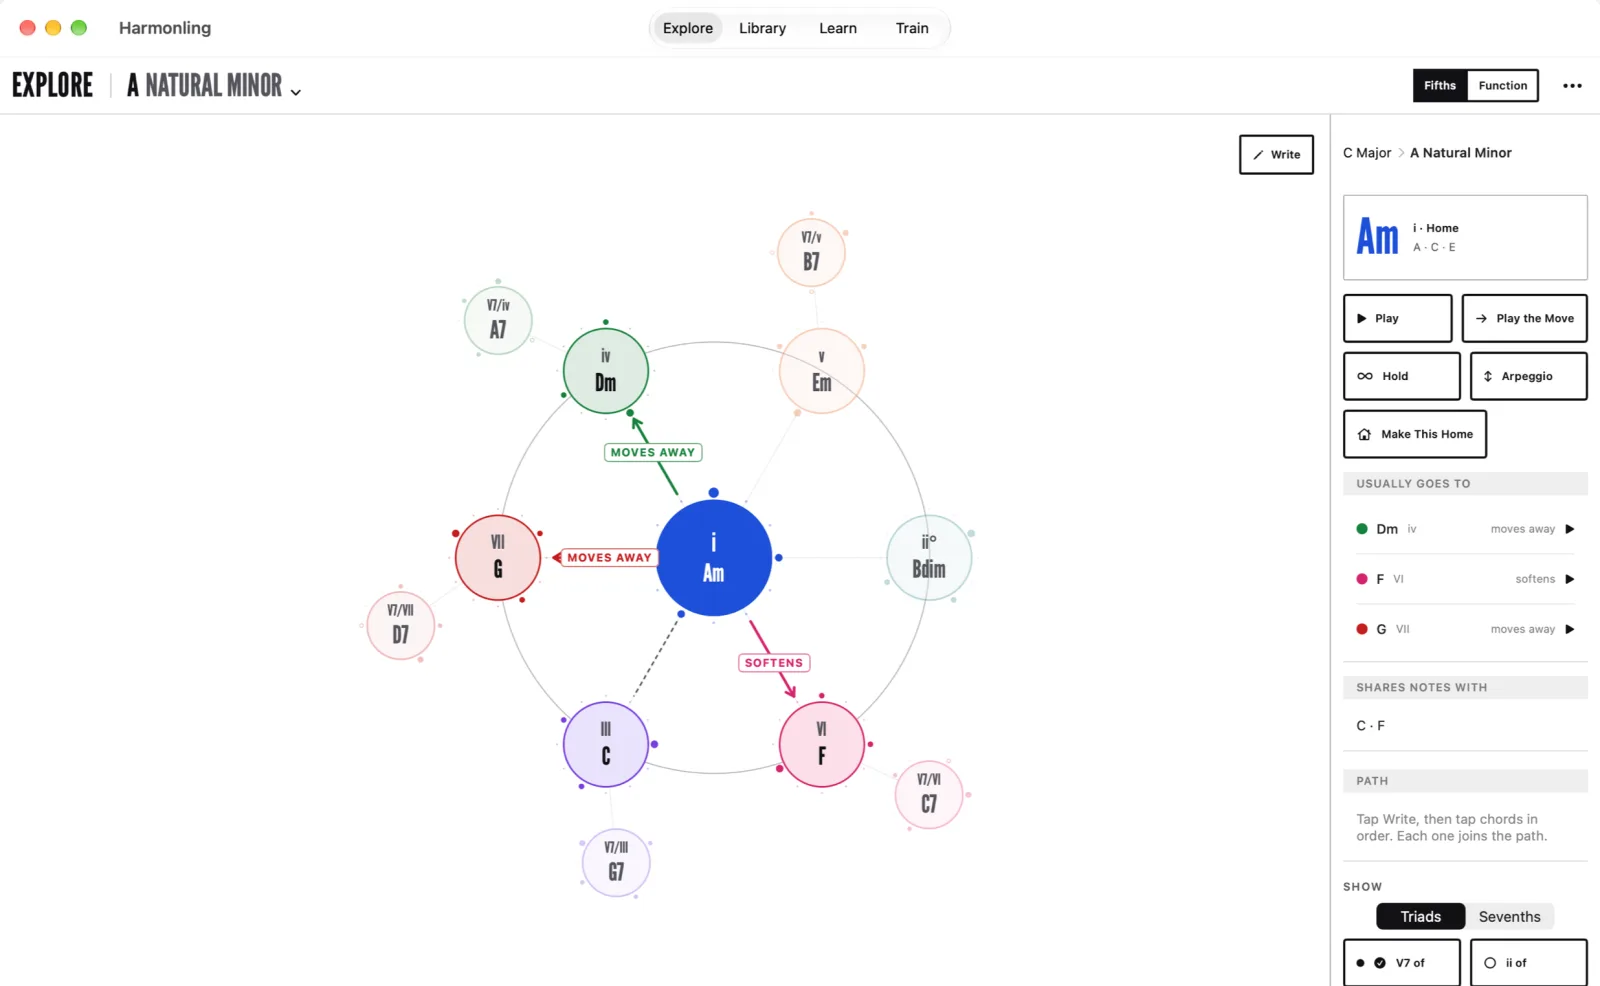 Harmonling
Explore Library Learn Train
EXPLORE A NATURAL MINOR
Fifths Function
Write
C Major > A Natural Minor
Am i · Home
A · C · E
Play
Play the Move
Hold
Arpeggio
Make This Home
USUALLY GOES TO
Dm iv moves away
F VI softens
G VII moves away
SHARES NOTES WITH
C · F
PATH
Tap Write, then tap chords in
order. Each one joins the path.
SHOW
Triads Sevenths
V7 of
ii of
V7/v
B7
V7/iv
A7
iv
Dm
v
Em
MOVES AVAY
VII
G
MOVES AWAY
i
Am
ii°
Bdim
V7/VII
D7
SOFTENS
III
C
VI
F
V7/VI
C7
V7/III
G7